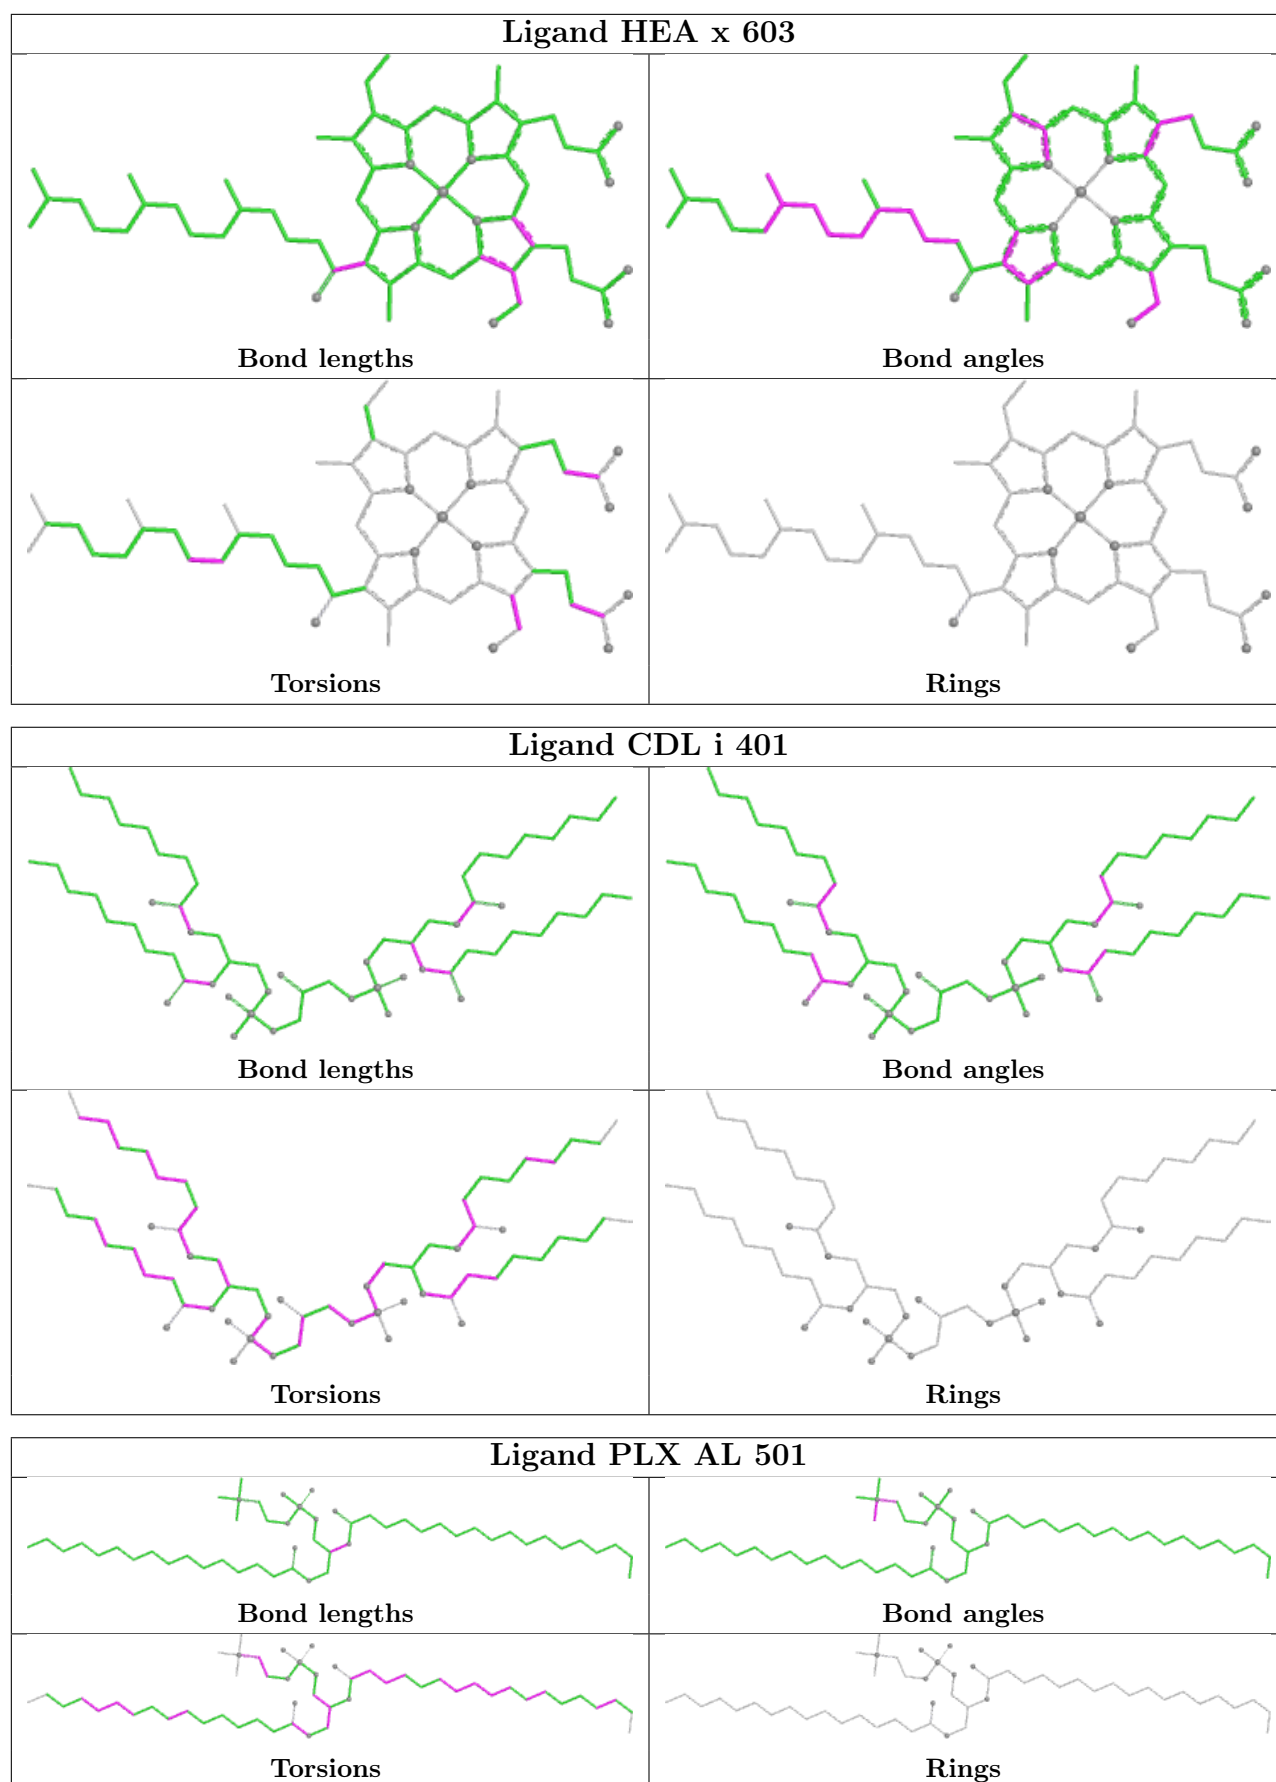 Ligand HEA x 603
Bond lengths
Bond angles
Torsions
Rings
Ligand CDL i 401
Bond lengths
Bond angles
Torsions
Rings
Ligand PLX AL 501
Bond lengths
Bond angles
Torsions
Rings